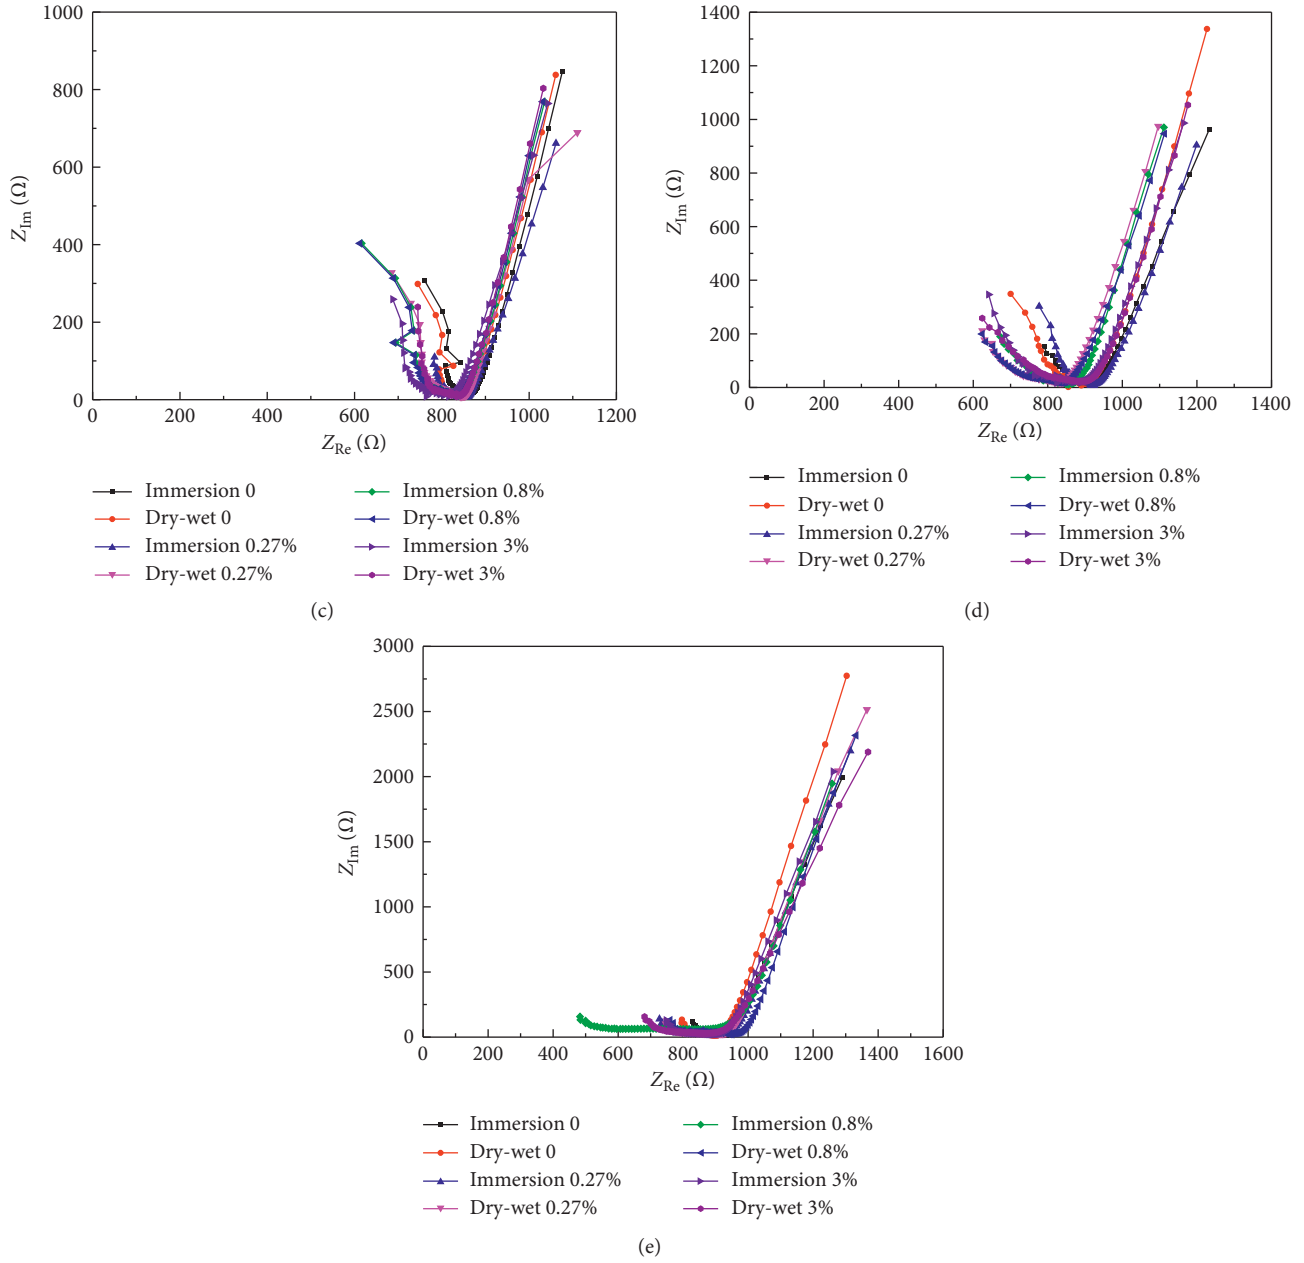 1000
800
600
400
200
0
Z_Im (Ω)
0 200 400 600 800 1000 1200
Z_Re (Ω)
Immersion 0
Dry-wet 0
Immersion 0.27%
Dry-wet 0.27%
Immersion 0.8%
Dry-wet 0.8%
Immersion 3%
Dry-wet 3%
(c)
1400
1200
1000
800
600
400
200
0
Z_Im (Ω)
0 200 400 600 800 1000 1200 1400
Z_Re (Ω)
Immersion 0
Dry-wet 0
Immersion 0.27%
Dry-wet 0.27%
Immersion 0.8%
Dry-wet 0.8%
Immersion 3%
Dry-wet 3%
(d)
3000
2500
2000
1500
1000
500
0
Z_Im (Ω)
0 200 400 600 800 1000 1200 1400 1600
Z_Re (Ω)
Immersion 0
Dry-wet 0
Immersion 0.27%
Dry-wet 0.27%
Immersion 0.8%
Dry-wet 0.8%
Immersion 3%
Dry-wet 3%
(e)